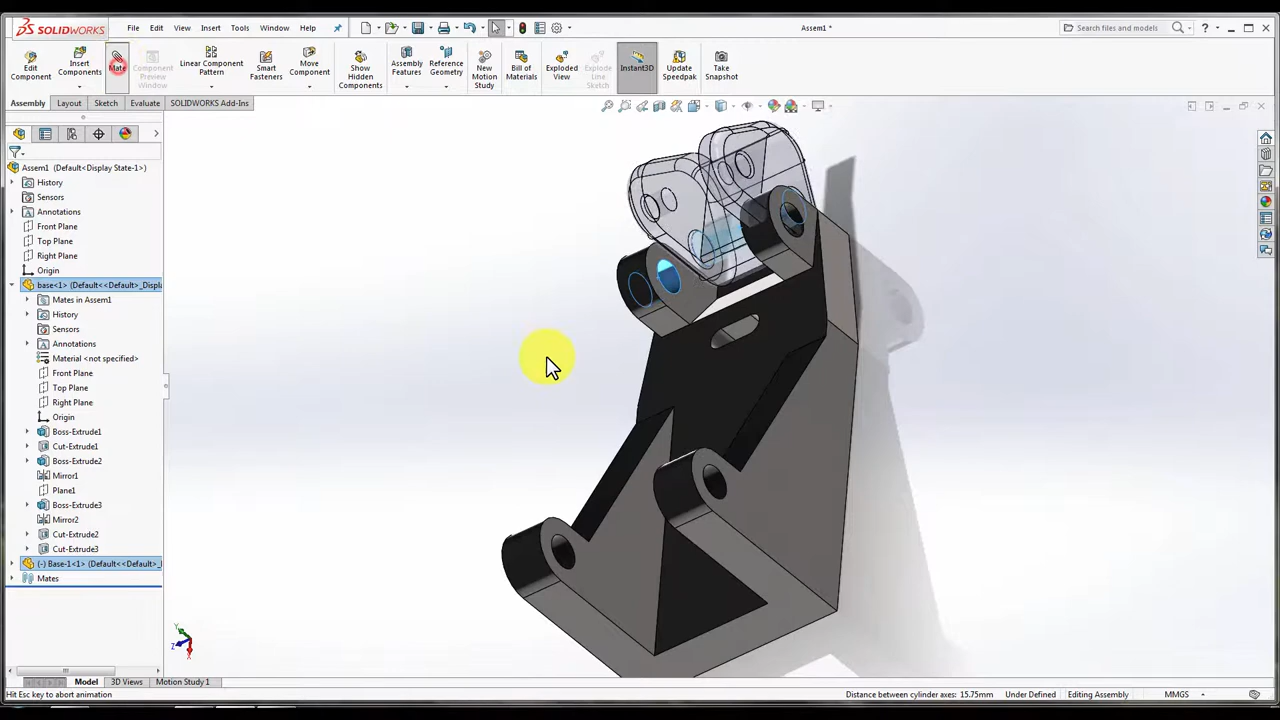 SOLIDWORKS File Edit View Insert Tools Window Help Assem1 * Search files and models ?
Edit Component
Insert Components
Mate
Component Preview Window
Linear Component Pattern
Smart Fasteners
Move Component
Show Hidden Components
Assembly Features
Reference Geometry
New Motion Study
Bill of Materials
Exploded View
Explode Line Sketch
Instant3D
Update Speedpak
Take Snapshot
Assembly Layout Sketch Evaluate SOLIDWORKS Add-Ins
Assem1 (Default<Display State-1>)
History
Sensors
Annotations
Front Plane
Top Plane
Right Plane
Origin
base<1> (Default<<Default>_Displa
Mates in Assem1
History
Sensors
Annotations
Material <not specified>
Front Plane
Top Plane
Right Plane
Origin
Boss-Extrude1
Cut-Extrude1
Boss-Extrude2
Mirror1
Plane1
Boss-Extrude3
Mirror2
Cut-Extrude2
Cut-Extrude3
(-) Base-1<1> (Default<<Default>_
Mates
Y
Z
X
Model 3D Views Motion Study 1
Hit Esc key to abort animation Distance between cylinder axes: 15.75mm Under Defined Editing Assembly MMGS